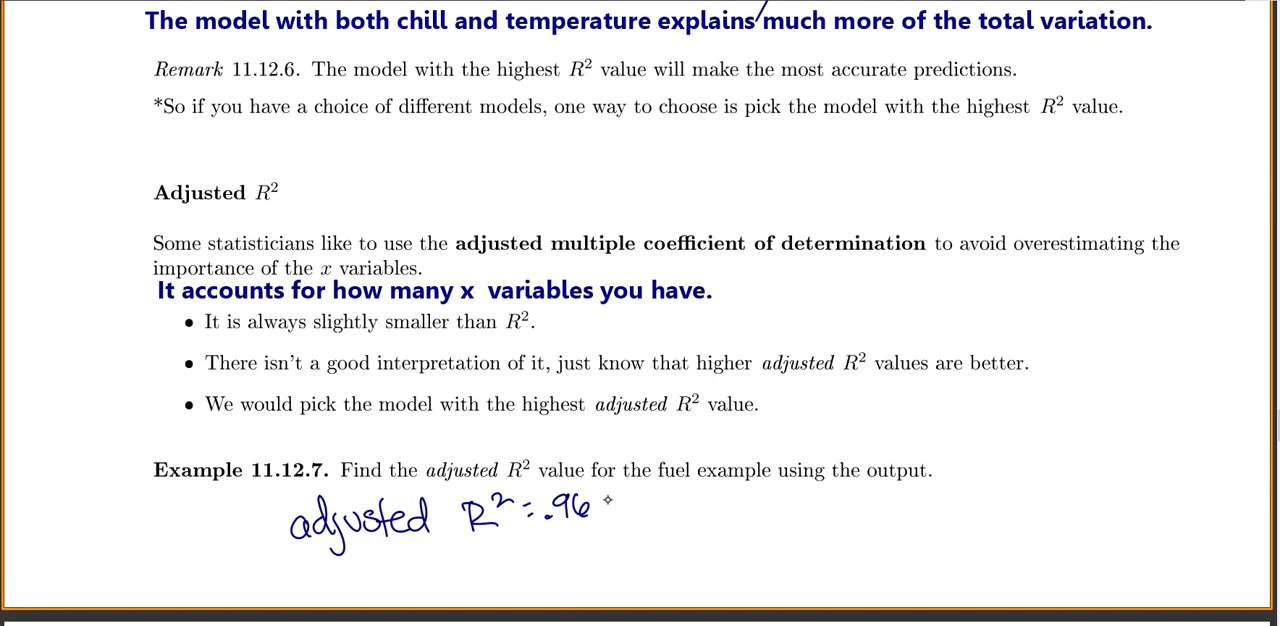 The model with both chill and temperature explains much more of the total variation.
Remark 11.12.6. The model with the highest R² value will make the most accurate predictions.
*So if you have a choice of different models, one way to choose is pick the model with the highest R² value.
Adjusted R²
Some statisticians like to use the adjusted multiple coefficient of determination to avoid overestimating the
importance of the x variables.
It accounts for how many x variables you have.
• It is always slightly smaller than R².
• There isn't a good interpretation of it, just know that higher adjusted R² values are better.
• We would pick the model with the highest adjusted R² value.
Example 11.12.7. Find the adjusted R² value for the fuel example using the output.
adjusted R² = .96